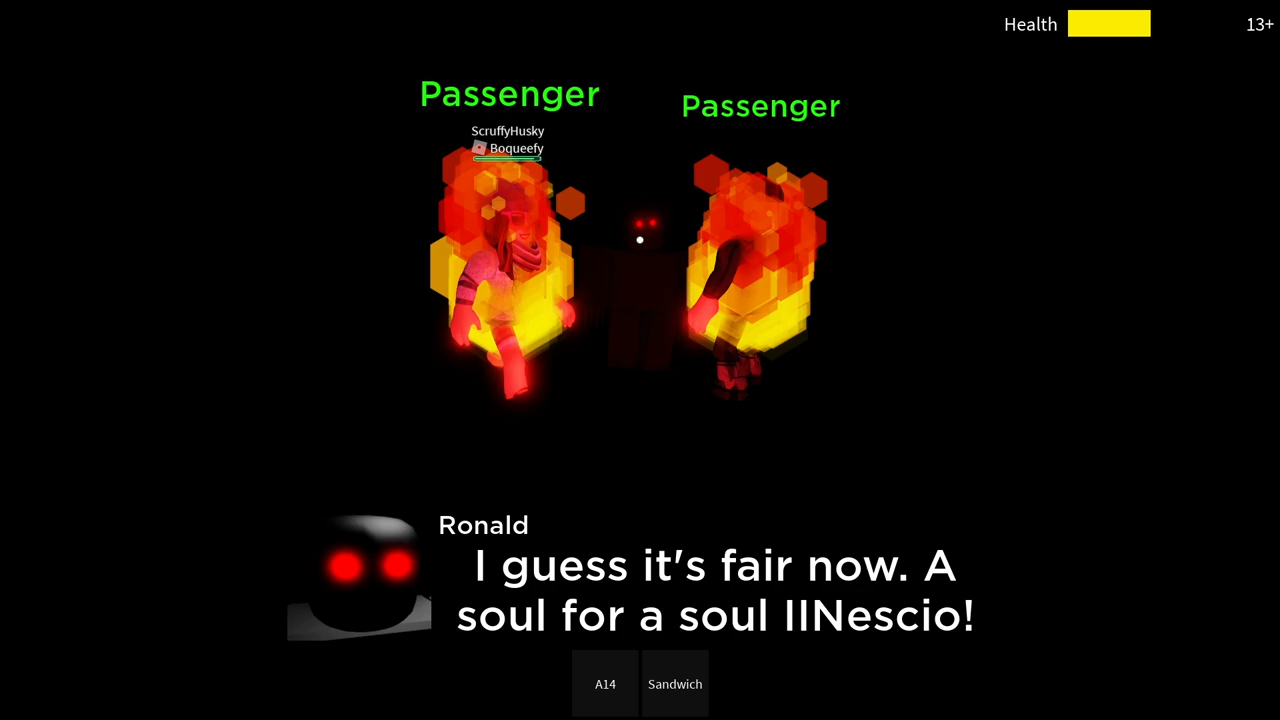 Health
13+
Passenger
Passenger
ScruffyHusky
Boqueefy
Ronald
I guess it's fair now. A
soul for a soul IINescio!
A14
Sandwich